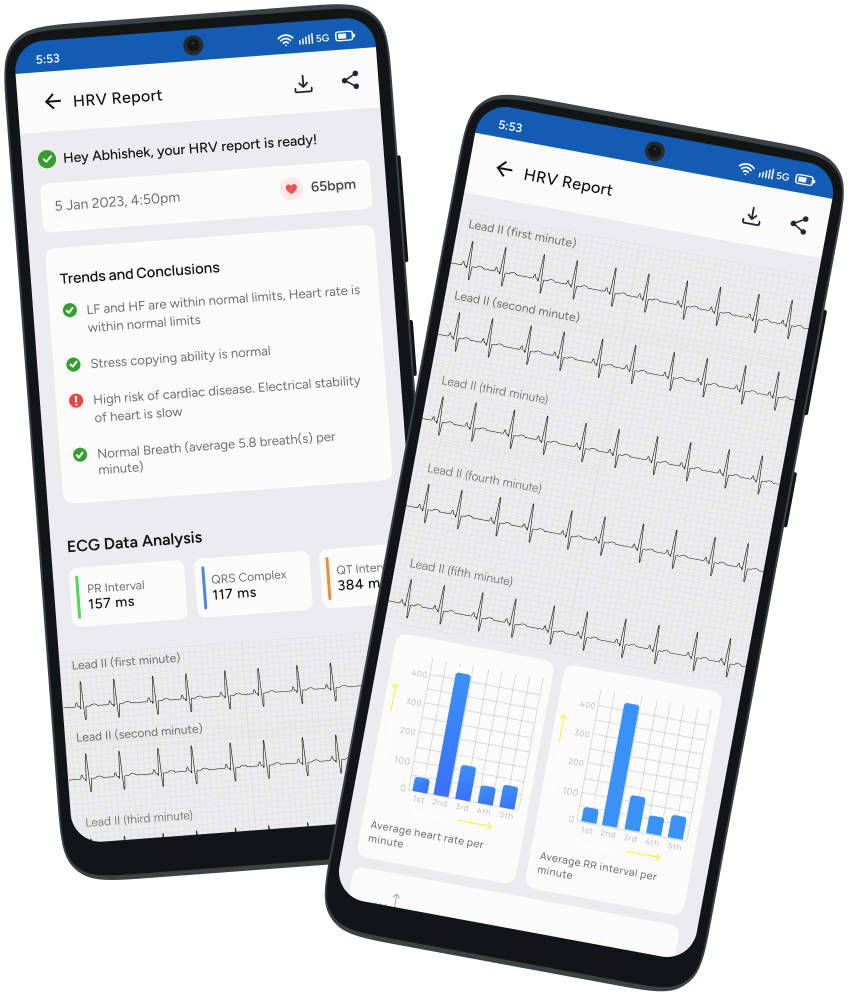 5:53
5G
HRV Report
Hey Abhishek, your HRV report is ready!
5 Jan 2023, 4:50pm
65bpm
Trends and Conclusions
LF and HF are within normal limits, Heart rate is
within normal limits
Stress copying ability is normal
High risk of cardiac disease. Electrical stability
of heart is slow
Normal Breath (average 5.8 breath(s) per
minute)
ECG Data Analysis
PR Interval
157 ms
QRS Complex
117 ms
QT Inter
384 m
Lead II (first minute)
Lead II (second minute)
Lead II (third minute)
5:53
5G
HRV Report
Lead II (first minute)
Lead II (second minute)
Lead II (third minute)
Lead II (fourth minute)
Lead II (fifth minute)
400
300
200
100
0
1st 2nd 3rd 4th 5th
Average heart rate per
minute
400
300
200
100
0
1st 2nd 3rd 4th 5th
Average RR interval per
minute